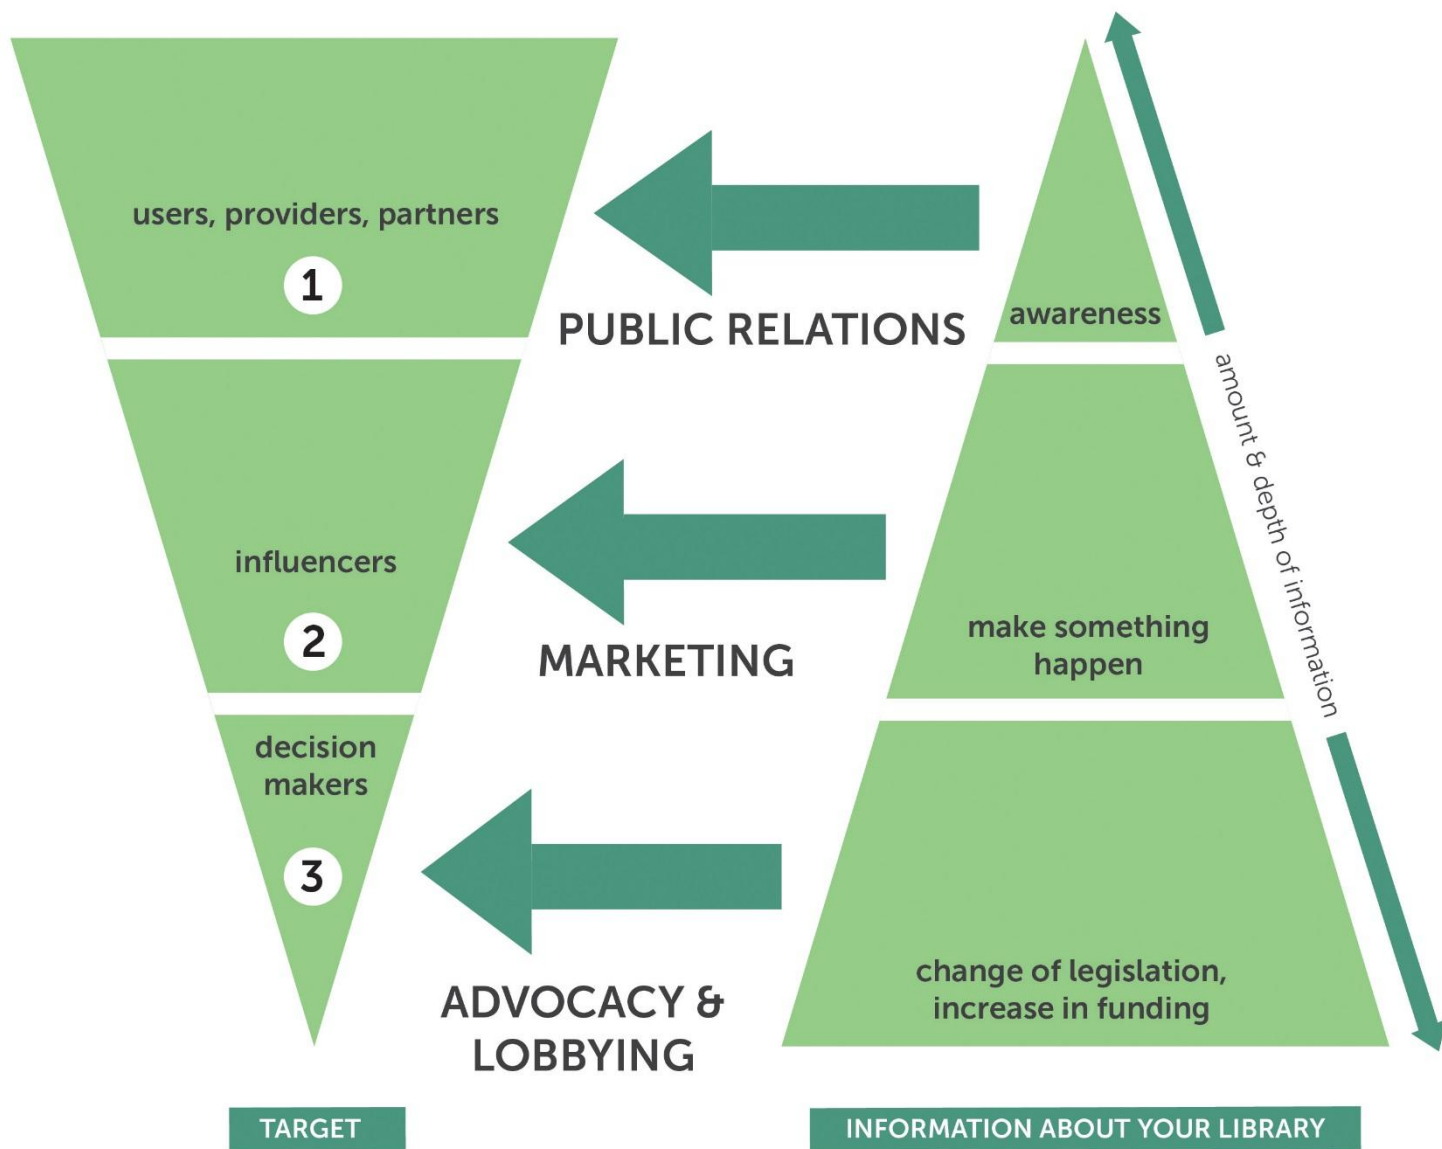 users, providers, partners
1
PUBLIC RELATIONS
awareness
influencers
2
MARKETING
make something
happen
amount & depth of information
decision
makers
3
ADVOCACY &
LOBBYING
change of legislation,
increase in funding
TARGET
INFORMATION ABOUT YOUR LIBRARY